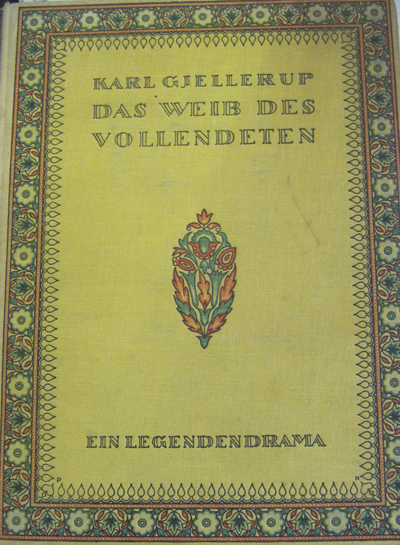 KARL GJELLERUP
DAS WEIB DES
VOLLENDETEN
EIN LEGENDENDRAMA
P N